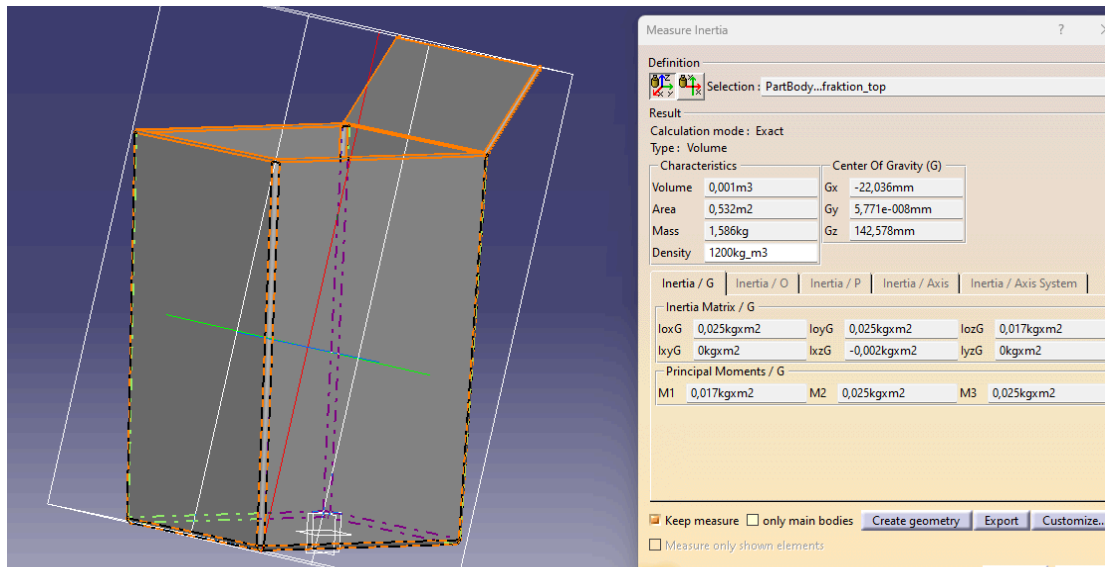 Measure Inertia ?
Definition
Selection : PartBody...fraktion_top
Result
Calculation mode : Exact
Type : Volume
Characteristics
Volume 0,001m3
Area 0,532m2
Mass 1,586kg
Density 1200kg_m3
Center Of Gravity (G)
Gx -22,036mm
Gy 5,771e-008mm
Gz 142,578mm
Inertia / G Inertia / O Inertia / P Inertia / Axis Inertia / Axis System
Inertia Matrix / G
IoxG 0,025kgxm2 IoyG 0,025kgxm2 IozG 0,017kgxm2
IxyG 0kgxm2 IxzG -0,002kgxm2 IyzG 0kgxm2
Principal Moments / G
M1 0,017kgxm2 M2 0,025kgxm2 M3 0,025kgxm2
Keep measure only main bodies Create geometry Export Customize...
Measure only shown elements